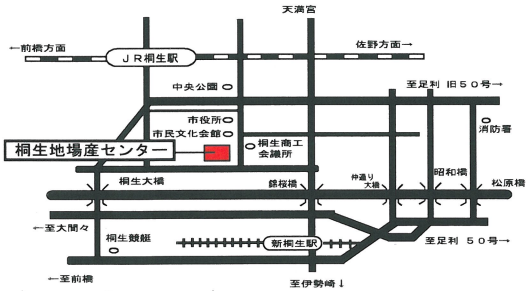 天満宮
←前橋方面
JR桐生駅
佐野方面→
中央公園
至足利 旧50号→
市役所
市民文化会館
消防署
桐生地場産センター
桐生商工
会議所
桐生大橋
錦桜橋
仲通り
大橋
昭和橋
松原橋
←至大間々
桐生競艇
新桐生駅
至足利 50号→
←至前橋
至伊勢崎↓